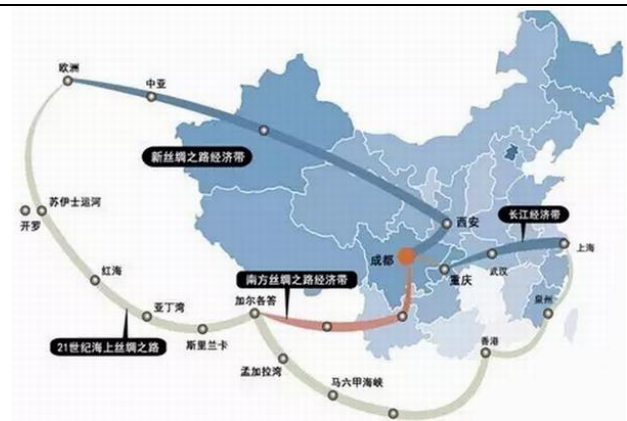 欧洲
中亚
新丝绸之路经济带
苏伊士运河
开罗
西安
长江经济带
成都
上海
重庆
武汉
红海
南方丝绸之路经济带
加尔各答
泉州
亚丁湾
21世纪海上丝绸之路
斯里兰卡
香港
孟加拉湾
马六甲海峡